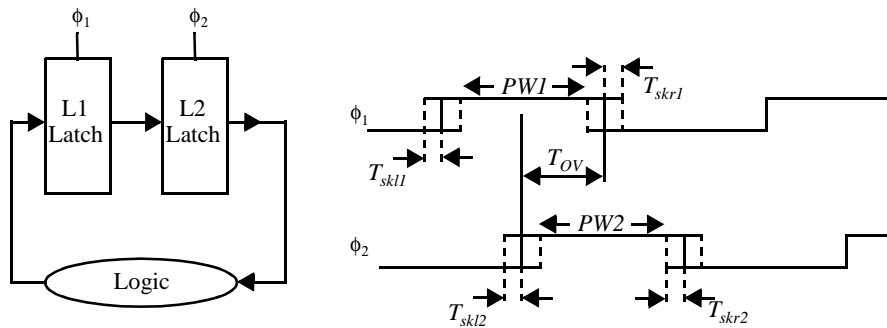 ϕ1 ϕ2
L1
Latch
L2
Latch
Logic
PW1
Tskr1
ϕ1
Tskl1
TOV
PW2
ϕ2
Tskl2
Tskr2